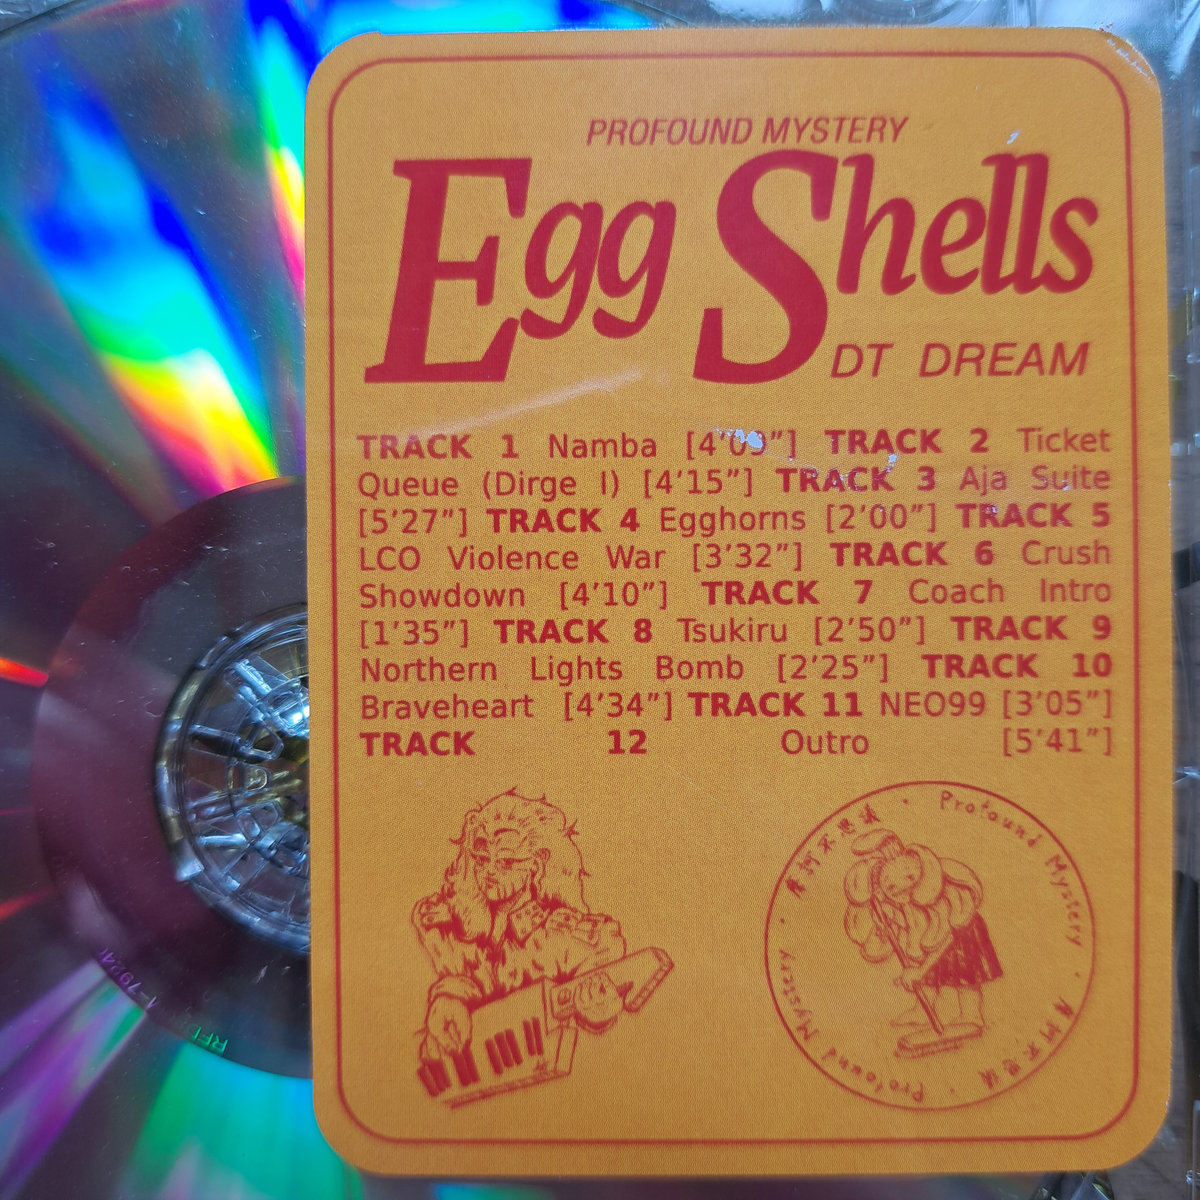 PROFOUND MYSTERY
Egg Shells
DT DREAM
TRACK 1 Namba [4’09”] TRACK 2 Ticket
Queue (Dirge I) [4’15”] TRACK 3 Aja Suite
[5’27”] TRACK 4 Egghorns [2’00”] TRACK 5
LCO Violence War [3’32”] TRACK 6 Crush
Showdown [4’10”] TRACK 7 Coach Intro
[1’35”] TRACK 8 Tsukiru [2’50”] TRACK 9
Northern Lights Bomb [2’25”] TRACK 10
Braveheart [4’34”] TRACK 11 NEO99 [3’05”]
TRACK 12 Outro [5’41”]
Profound Mystery
Profound Mystery